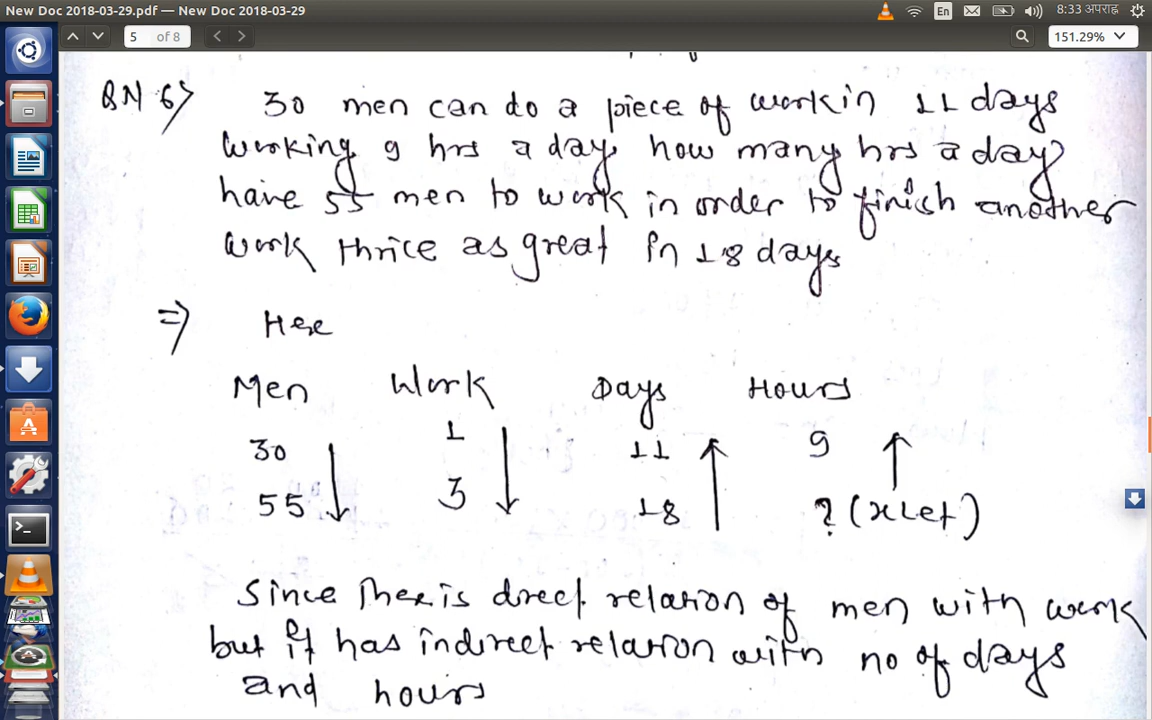 New Doc 2018-03-29.pdf — New Doc 2018-03-29
En
8:33 अपराह्न
5 of 8
151.29%
QN 6> 30 men can do a piece of work in 11 days
working 9 hrs a day, how many hrs a day
have 55 men to work in order to finish another
work thrice as great in 18 days
=> Here
Men Work Days Hours
30 1 11 9
55 3 18 ? (x Let)
Since there is direct relation of men with work
but it has indirect relation with no of days
and hours